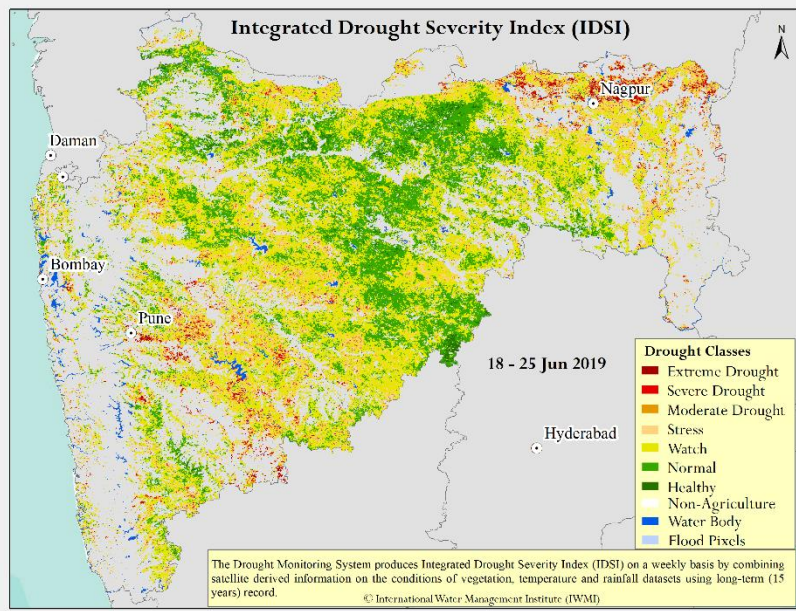 Integrated Drought Severity Index (IDSI)
N
Nagpur
Daman
Bombay
Pune
18 - 25 Jun 2019
Hyderabad
Drought Classes
Extreme Drought
Severe Drought
Moderate Drought
Stress
Watch
Normal
Healthy
Non-Agriculture
Water Body
Flood Pixels
The Drought Monitoring System produces Integrated Drought Severity Index (IDSI) on a weekly basis by combining
satellite derived information on the conditions of vegetation, temperature and rainfall datasets using long-term (15
years) record.
© International Water Management Institute (IWMI)